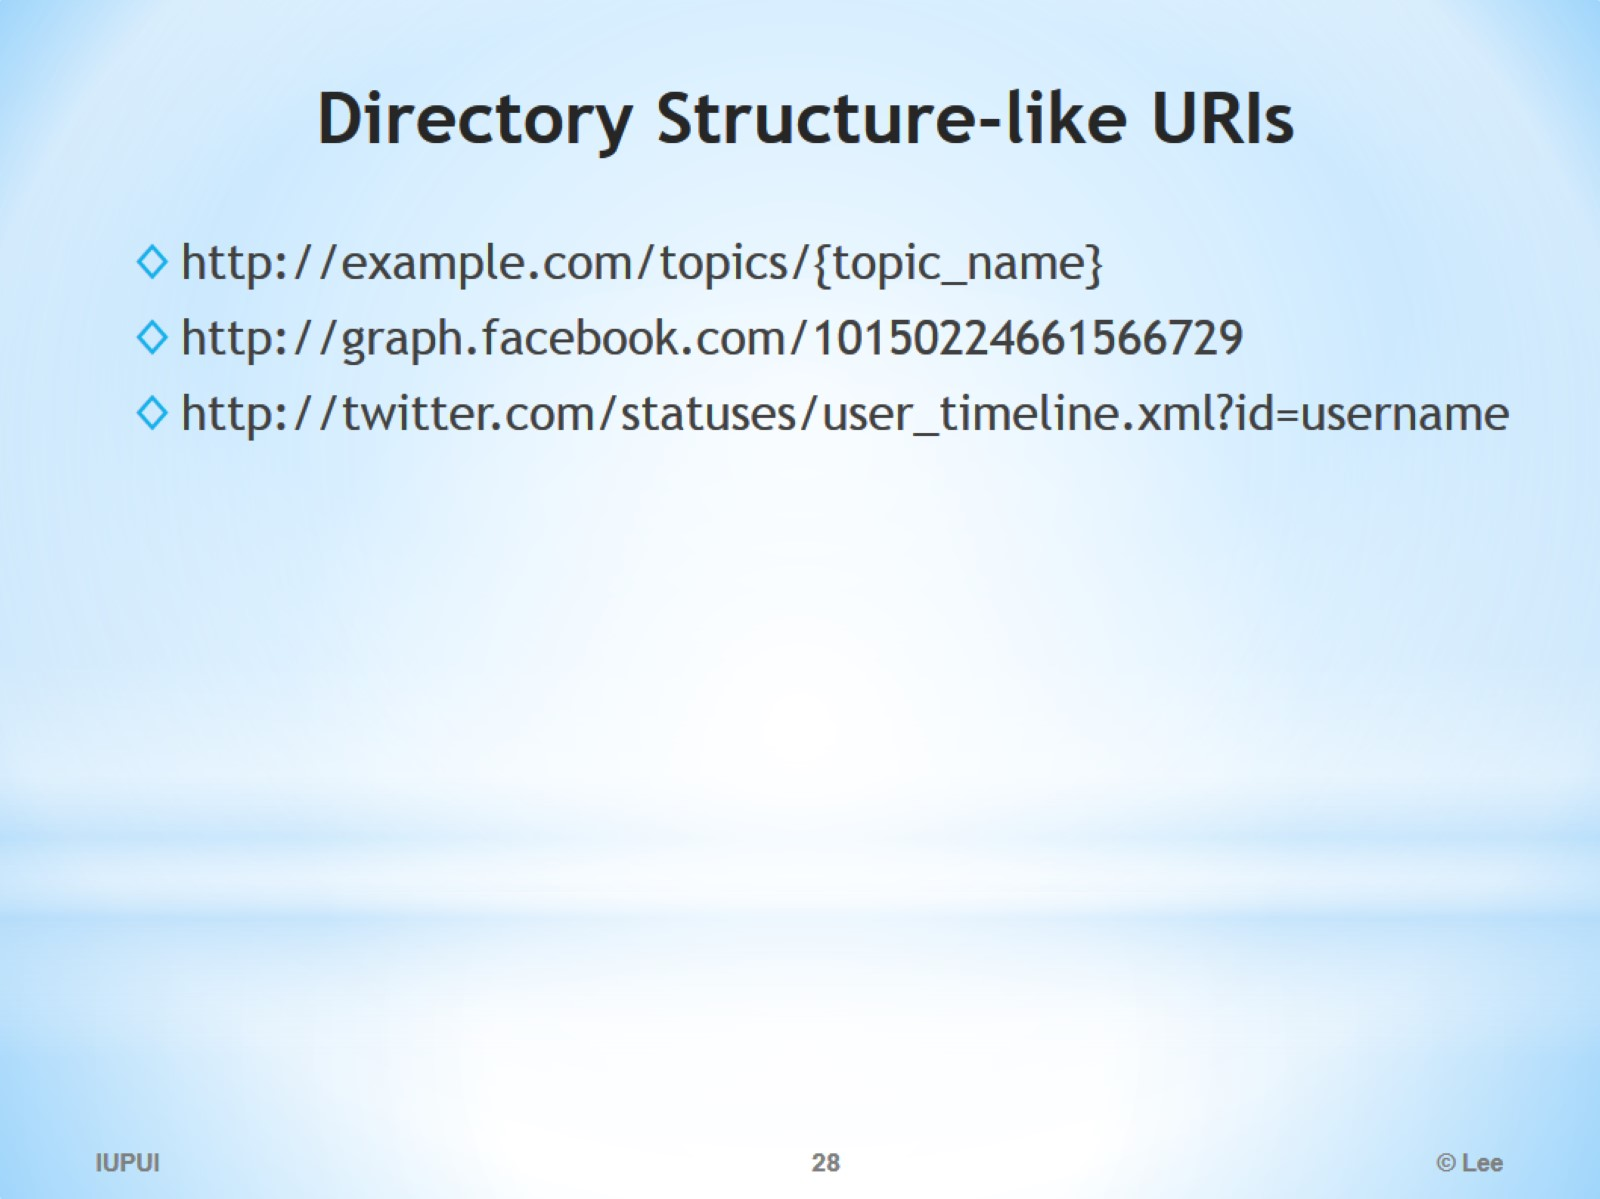 Directory Structure-like URIs
◇ http://example.com/topics/{topic_name}
◇ http://graph.facebook.com/10150224661566729
◇ http://twitter.com/statuses/user_timeline.xml?id=username
IUPUI 28 © Lee